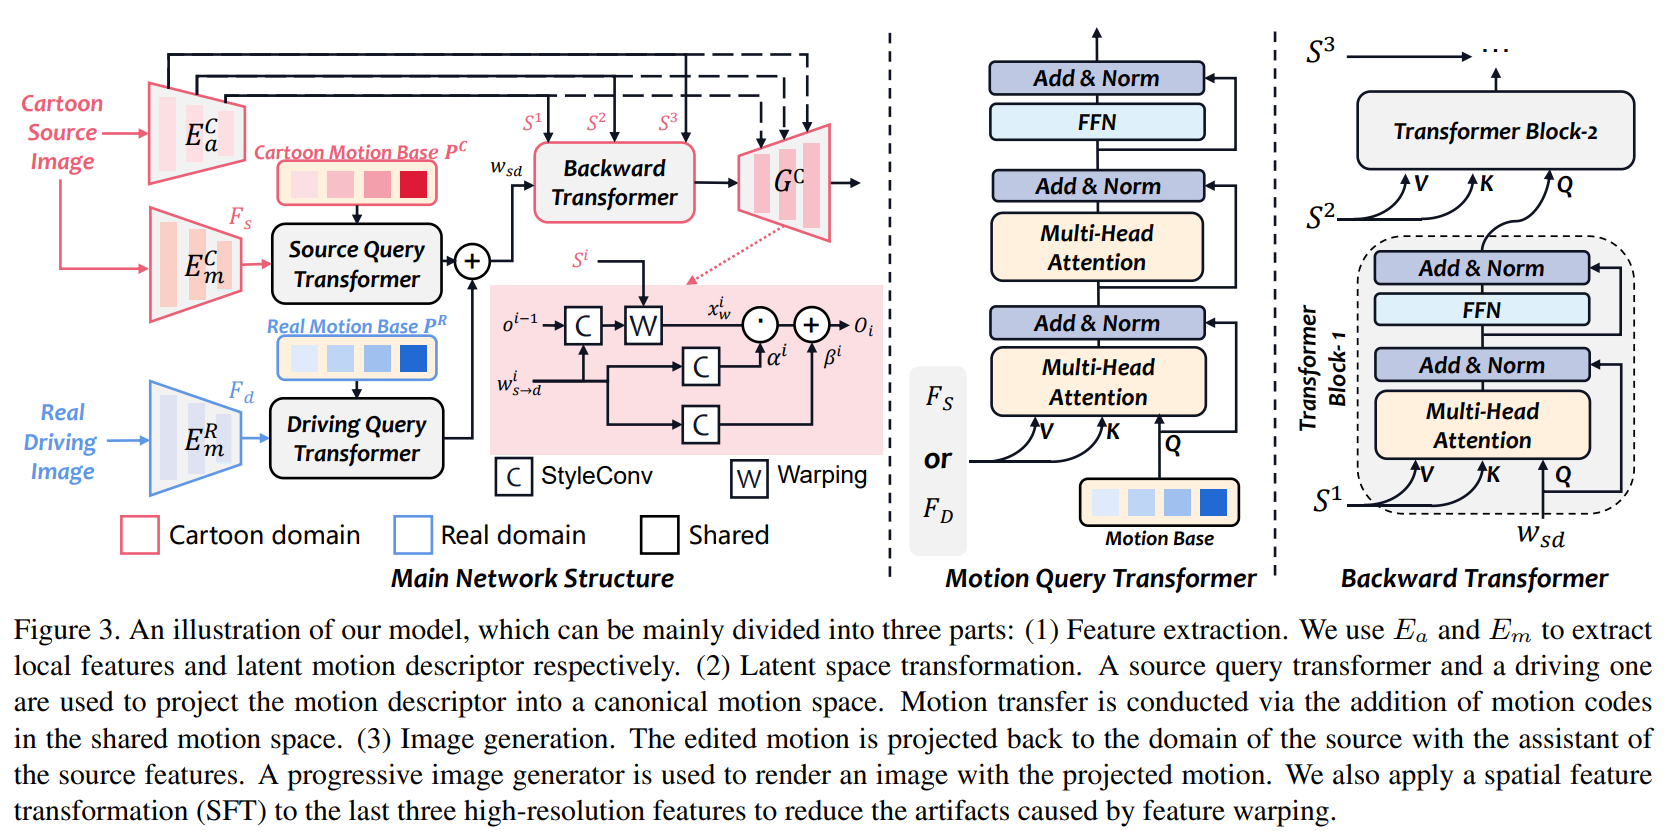 Cartoon
Source
Image
E_a^C
Cartoon Motion Base P^C
F_s
E_m^C
Source Query
Transformer
+
Real Motion Base P^R
Real
Driving
Image
F_d
E_m^R
Driving Query
Transformer
w_sd
S^1 S^2 S^3
Backward
Transformer
G^C
S^i
o^{i-1}
C
W
x_w^i
·
+
O_i
w_{s→d}^i
C
α^i
β^i
C
C StyleConv
W Warping
Cartoon domain
Real domain
Shared
Main Network Structure
Add & Norm
FFN
Add & Norm
Multi-Head
Attention
Add & Norm
Multi-Head
Attention
V K Q
F_S
or
F_D
Motion Base
Motion Query Transformer
S^3 ...
Transformer Block-2
V K Q
S^2
Transformer
Block-1
Add & Norm
FFN
Add & Norm
Multi-Head
Attention
V K Q
S^1
w_sd
Backward Transformer
Figure 3. An illustration of our model, which can be mainly divided into three parts: (1) Feature extraction. We use E_a and E_m to extract
local features and latent motion descriptor respectively. (2) Latent space transformation. A source query transformer and a driving one
are used to project the motion descriptor into a canonical motion space. Motion transfer is conducted via the addition of motion codes
in the shared motion space. (3) Image generation. The edited motion is projected back to the domain of the source with the assistant of
the source features. A progressive image generator is used to render an image with the projected motion. We also apply a spatial feature
transformation (SFT) to the last three high-resolution features to reduce the artifacts caused by feature warping.